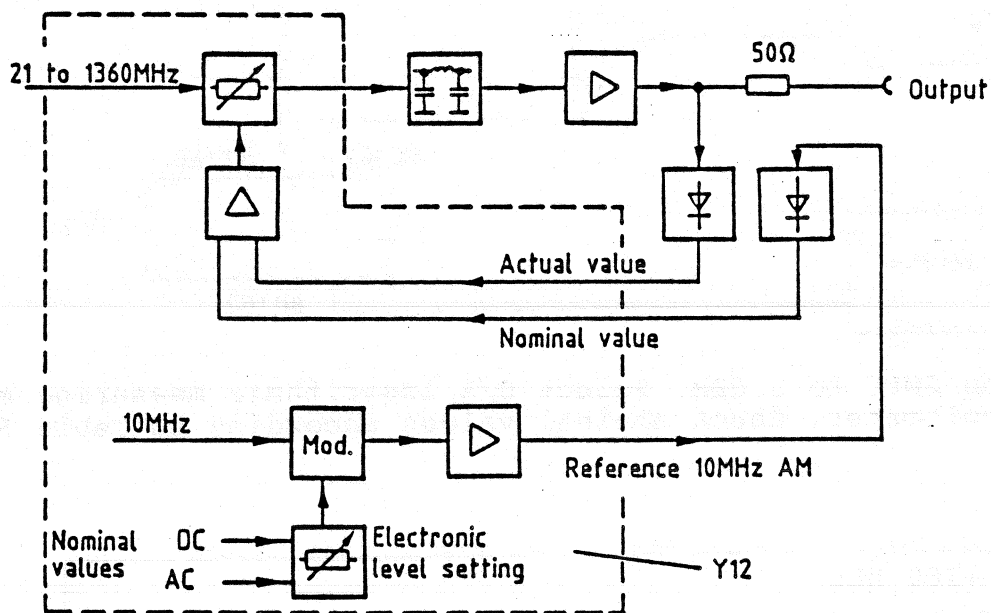 21 to 1360MHz
50Ω
Output
Actual value
Nominal value
10MHz
Mod.
Reference 10MHz AM
Nominal values
DC
AC
Electronic
level setting
Y12